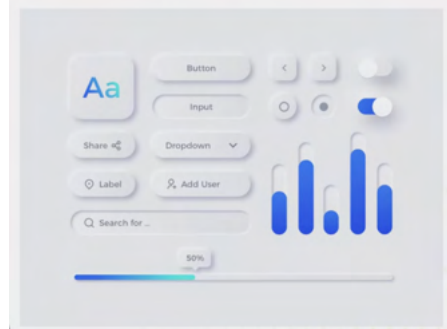 Aa
Button
Input
Share
Dropdown
Label
Add User
Search for ...
50%